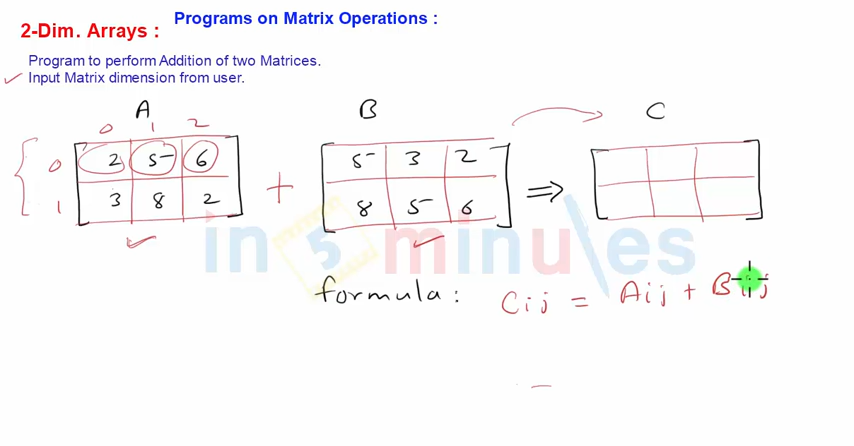 Programs on Matrix Operations :
2-Dim. Arrays :
Program to perform Addition of two Matrices.
Input Matrix dimension from user.
A B C
0 1 2
0 2 5 6 + 5 3 2 ⇒
1 3 8 2 8 5 6
in 5 minutes
formula: Cij = Aij + Bij